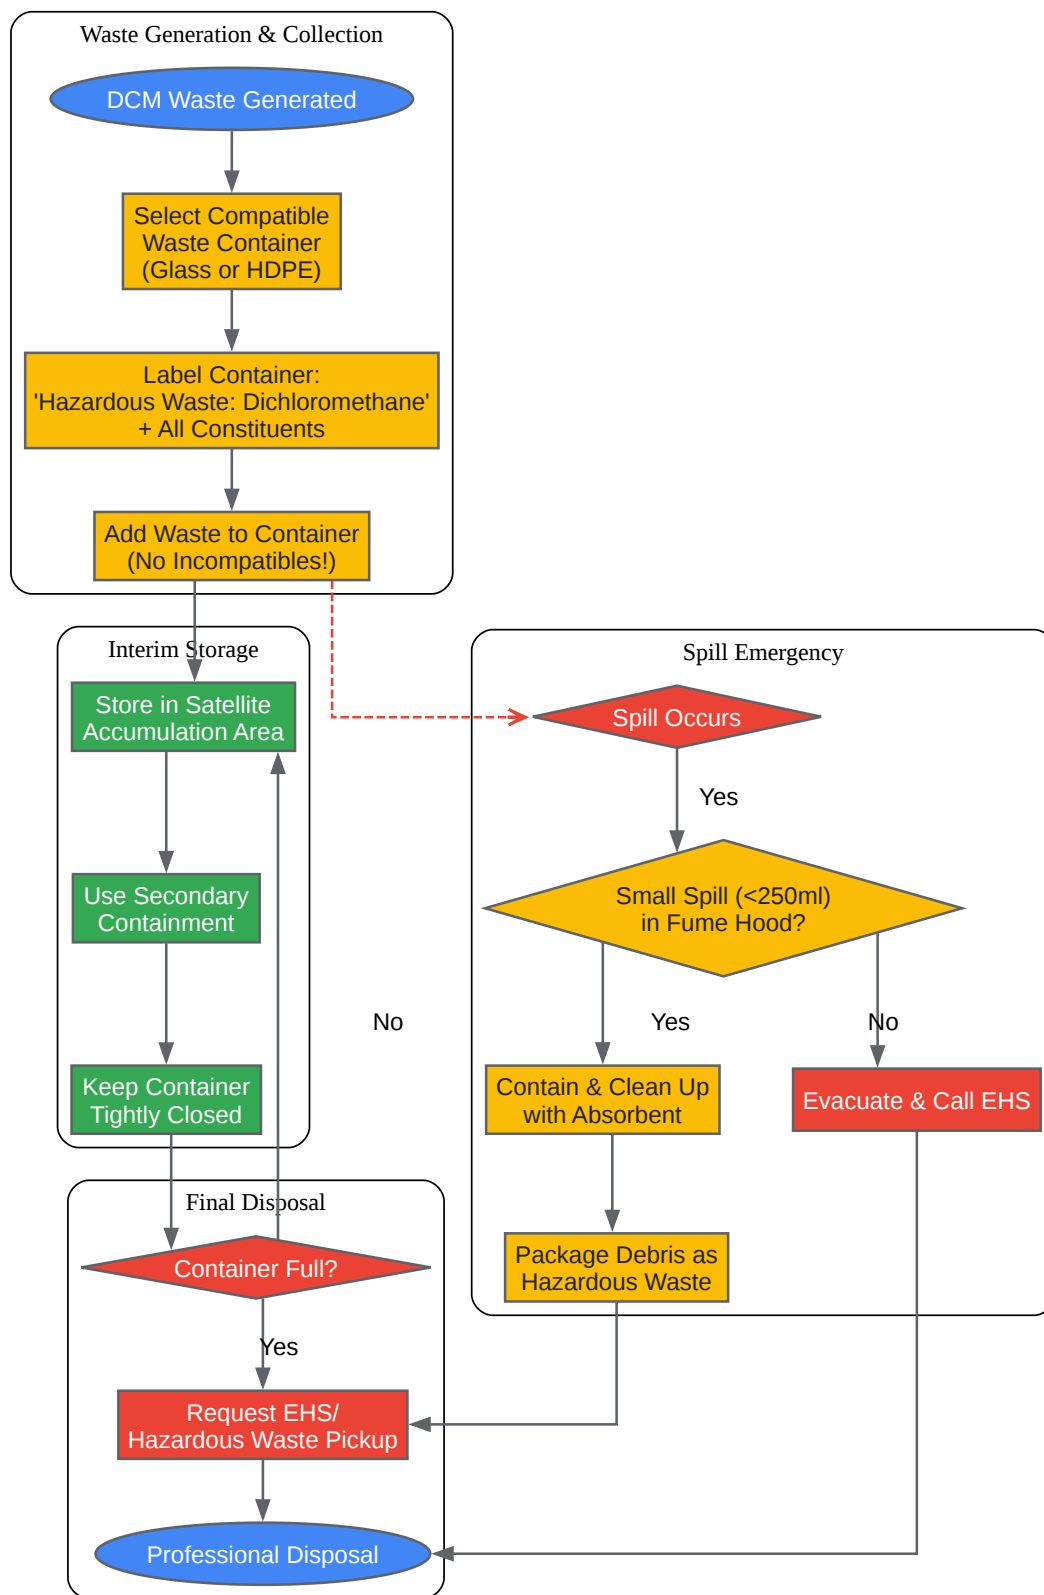 Waste Generation & Collection
DCM Waste Generated
Select Compatible
Waste Container
(Glass or HDPE)
Label Container:
'Hazardous Waste: Dichloromethane'
+ All Constituents
Add Waste to Container
(No Incompatibles!)
Interim Storage
Store in Satellite
Accumulation Area
Use Secondary
Containment
Keep Container
Tightly Closed
No
Spill Emergency
Spill Occurs
Yes
Small Spill (<250ml)
in Fume Hood?
Yes
No
Contain & Clean Up
with Absorbent
Evacuate & Call EHS
Package Debris as
Hazardous Waste
Final Disposal
Container Full?
Yes
Request EHS/
Hazardous Waste Pickup
Professional Disposal